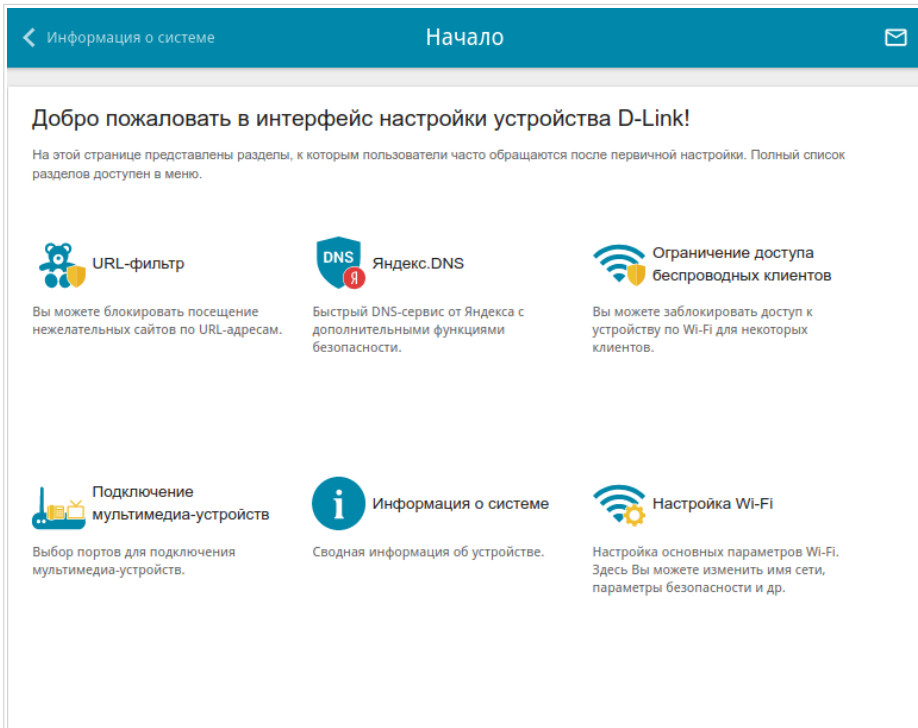 Информация о системе
Начало
Добро пожаловать в интерфейс настройки устройства D-Link!
На этой странице представлены разделы, к которым пользователи часто обращаются после первичной настройки. Полный список
разделов доступен в меню.
URL-фильтр
Вы можете блокировать посещение
нежелательных сайтов по URL-адресам.
DNS
Я
Яндекс.DNS
Быстрый DNS-сервис от Яндекса с
дополнительными функциями
безопасности.
Ограничение доступа
беспроводных клиентов
Вы можете заблокировать доступ к
устройству по Wi-Fi для некоторых
клиентов.
Подключение
мультимедиа-устройств
Выбор портов для подключения
мультимедиа-устройств.
i
Информация о системе
Сводная информация об устройстве.
Настройка Wi-Fi
Настройка основных параметров Wi-Fi.
Здесь Вы можете изменить имя сети,
параметры безопасности и др.